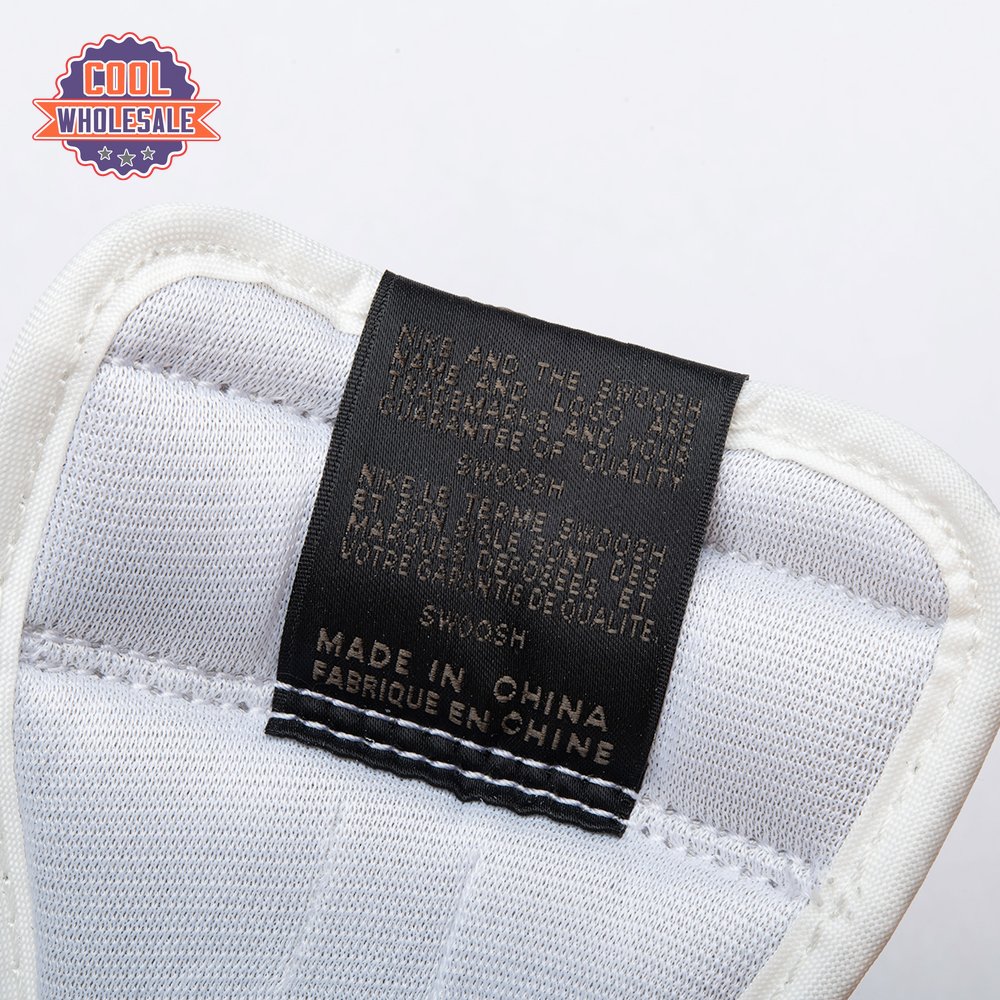 COOL
WHOLESALE
NIKE AND THE SWOOSH
NAME AND LOGO ARE
TRADEMARKS AND YOUR
GUARANTEE OF QUALITY
SWOOSH
NIKE LE TERME SWOOSH
ET SON SIGLE SONT DES
MARQUES DEPOSEES ET
VOTRE GARANTIE DE QUALITE.
SWOOSH
MADE IN CHINA
FABRIQUE EN CHINE